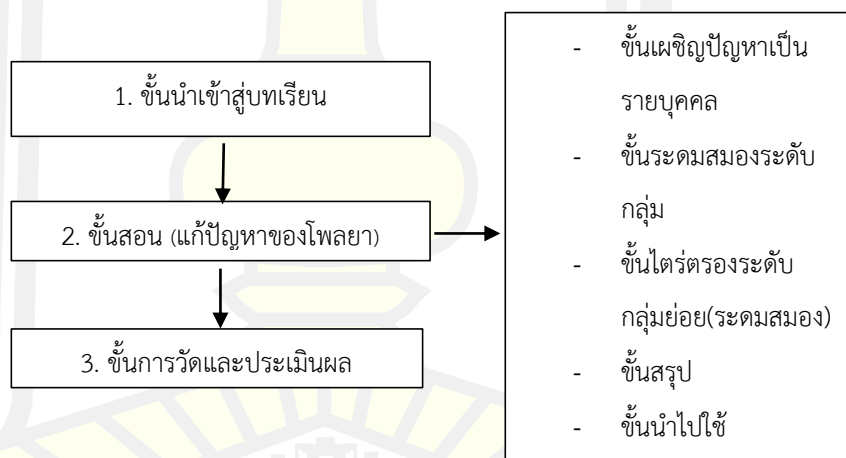 1. ขั้นนำเข้าสู่บทเรียน
2. ขั้นสอน (แก้ปัญหาของโพลยา)
3. ขั้นการวัดและประเมินผล
- ขั้นเผชิญปัญหาเป็น
รายบุคคล
- ขั้นระดมสมองระดับ
กลุ่ม
- ขั้นไตร่ตรองระดับ
กลุ่มย่อย(ระดมสมอง)
- ขั้นสรุป
- ขั้นนำไปใช้